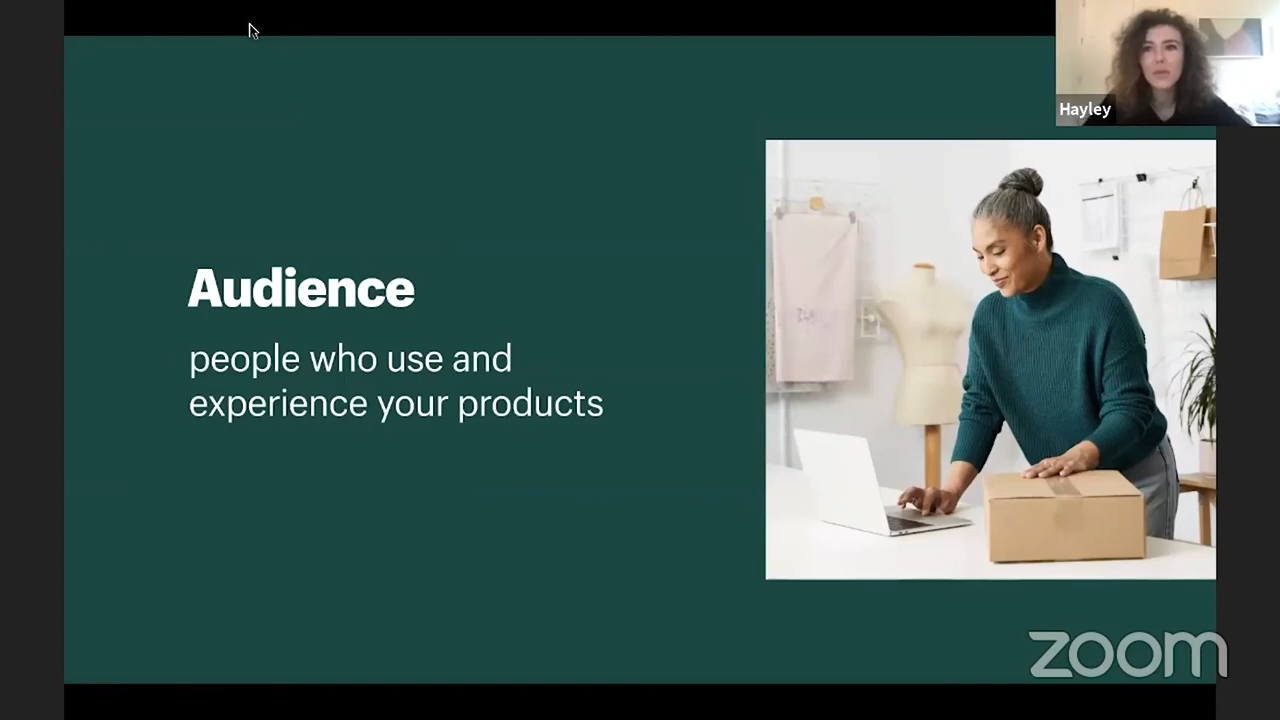 Hayley
Audience
people who use and
experience your products
zoom